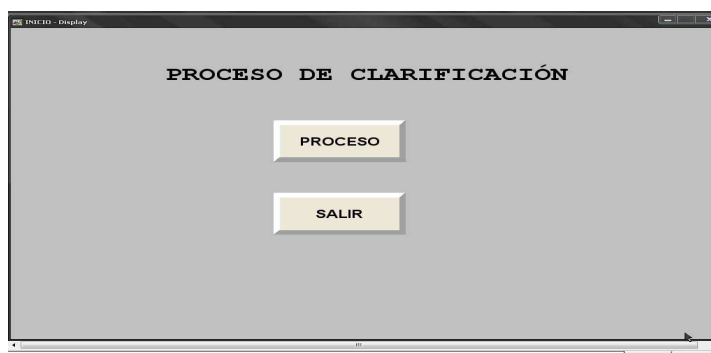 INICIO - Display
PROCESO DE CLARIFICACIÓN
PROCESO
SALIR